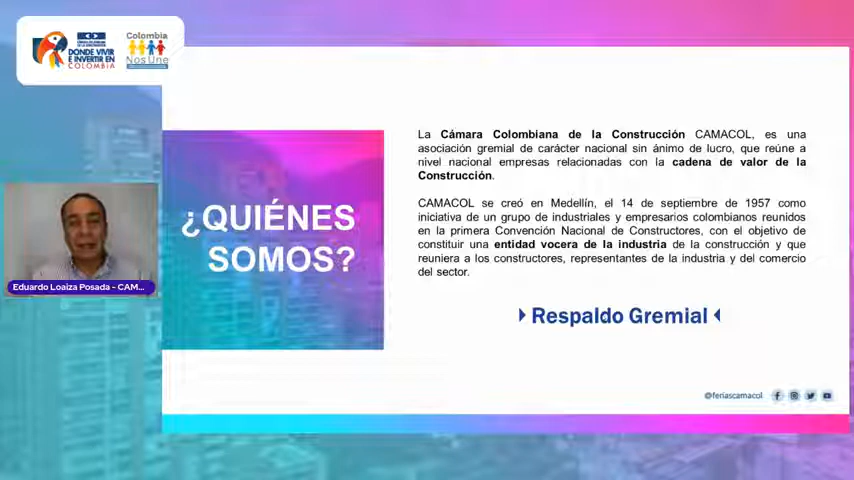 DONDE VIVIR
E INVERTIR EN
COLOMBIA
Colombia
Nos Une
¿QUIÉNES
SOMOS?
La Cámara Colombiana de la Construcción CAMACOL, es una
asociación gremial de carácter nacional sin ánimo de lucro, que reúne a
nivel nacional empresas relacionadas con la cadena de valor de la
Construcción.
CAMACOL se creó en Medellín, el 14 de septiembre de 1957 como
iniciativa de un grupo de industriales y empresarios colombianos reunidos
en la primera Convención Nacional de Constructores, con el objetivo de
constituir una entidad vocera de la industria de la construcción y que
reuniera a los constructores, representantes de la industria y del comercio
del sector.
Respaldo Gremial
Eduardo Loaiza Posada - CAM...
@feriascamacol